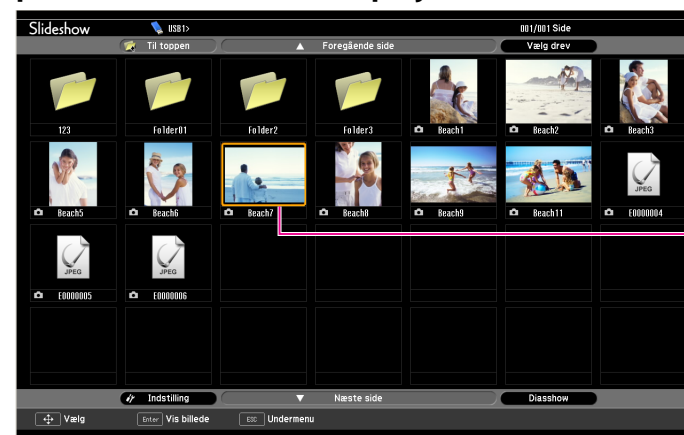 Slideshow USB1> 001/001 Side
Til toppen Foregående side Vælg drev
123 Folder01 Folder2 Folder3 Beach1 Beach2 Beach3
JPEG
Beach5 Beach6 Beach7 Beach8 Beach9 Beach11 E0000004
JPEG JPEG
E0000005 E0000006
Indstilling Næste side Diasshow
Vælg Enter Vis billede ESC Undermenu